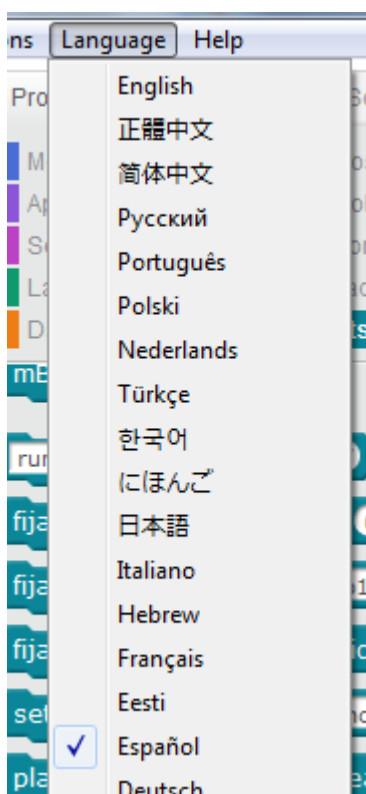 Language Help
English
正體中文
简体中文
Русский
Português
Polski
Nederlands
Türkçe
한국어
にほんご
日本語
Italiano
Hebrew
Français
Eesti
Español
Deutsch